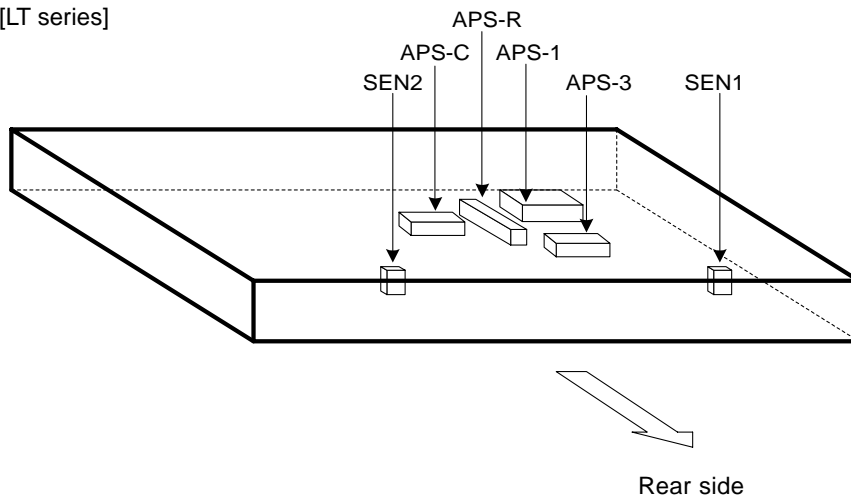 [LT series]
APS-R
APS-C APS-1
SEN2 APS-3 SEN1
Rear side